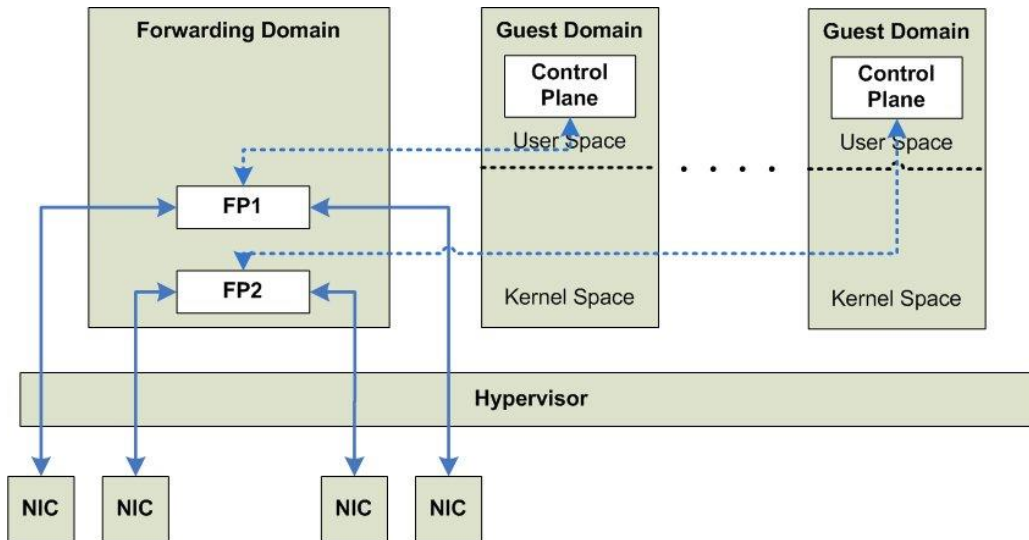 Forwarding Domain
Guest Domain
Guest Domain
Control
Plane
Control
Plane
User Space
User Space
FP1
FP2
Kernel Space
Kernel Space
Hypervisor
NIC
NIC
NIC
NIC